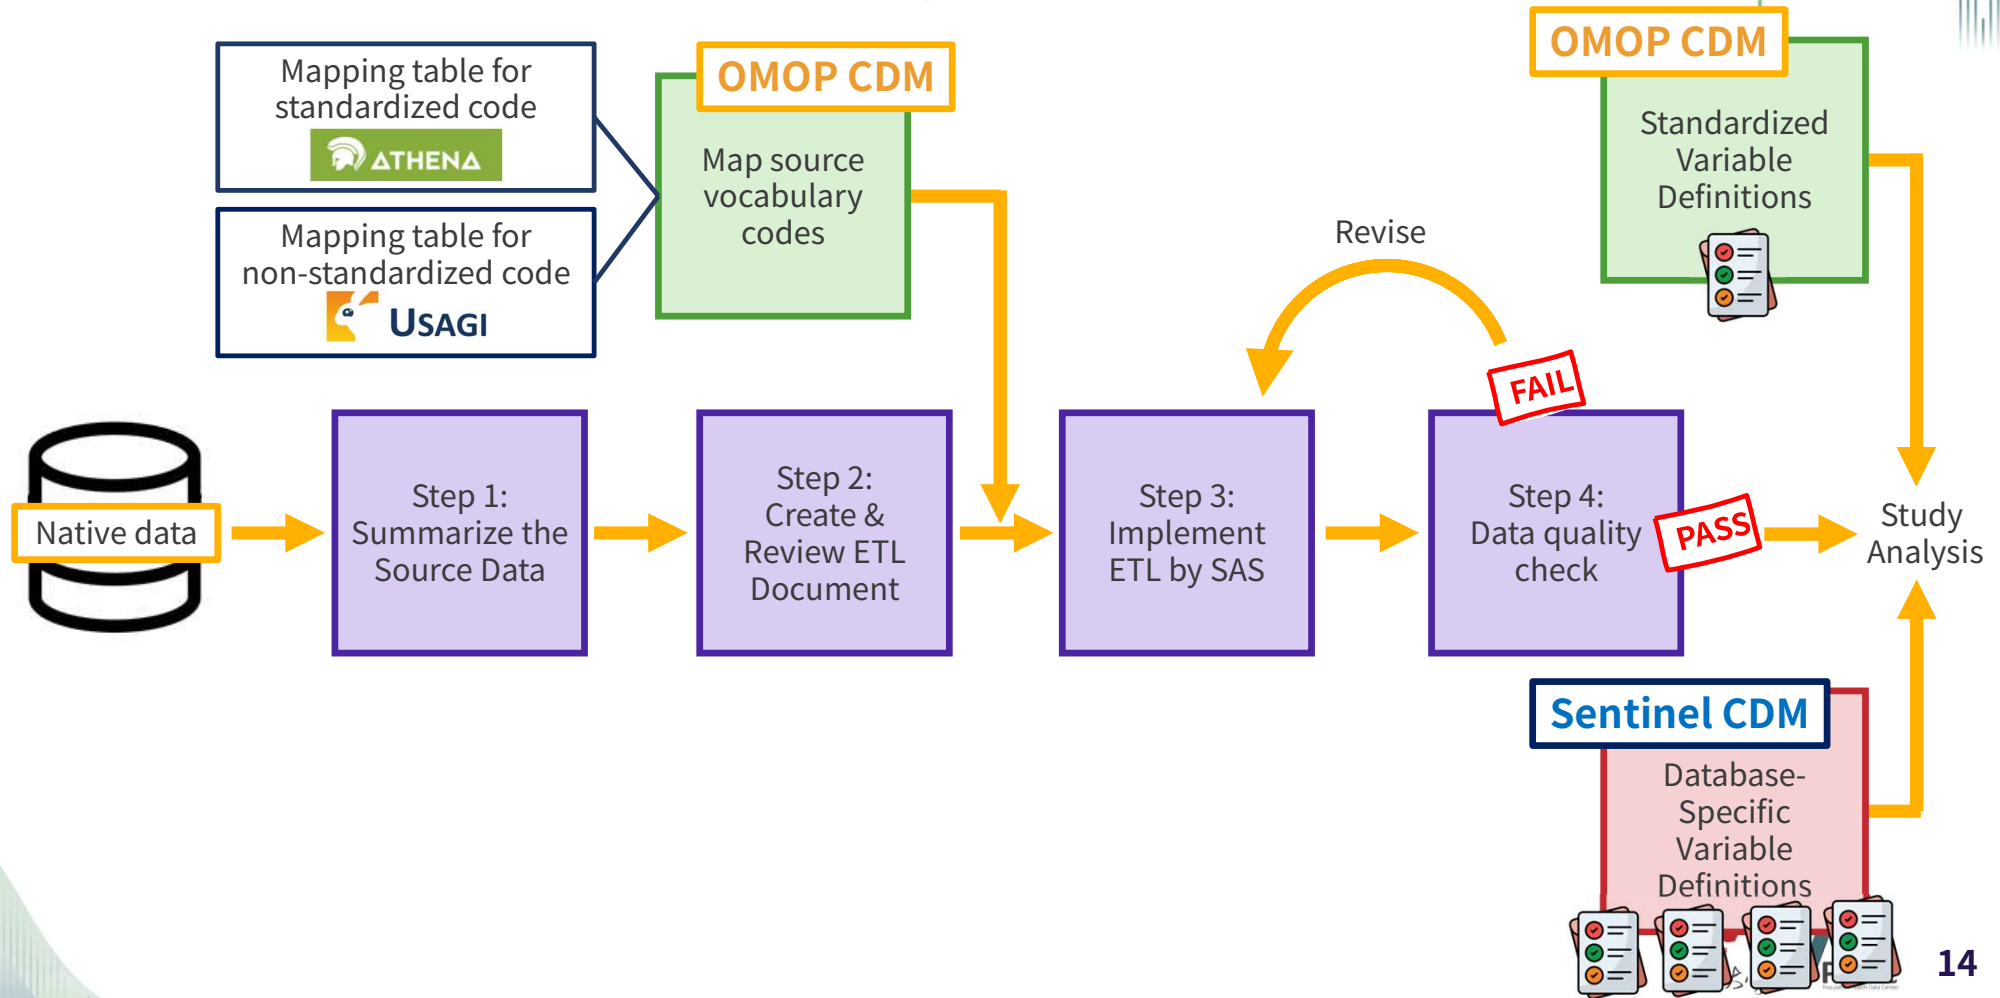 Mapping table for
standardized code
ATHENA
Mapping table for
non-standardized code
USAGI
OMOP CDM
Map source
vocabulary
codes
OMOP CDM
Standardized
Variable
Definitions
Revise
FAIL
Native data
Step 1:
Summarize the
Source Data
Step 2:
Create &
Review ETL
Document
Step 3:
Implement
ETL by SAS
Step 4:
Data quality
check
PASS
Study
Analysis
Sentinel CDM
Database-
Specific
Variable
Definitions
14